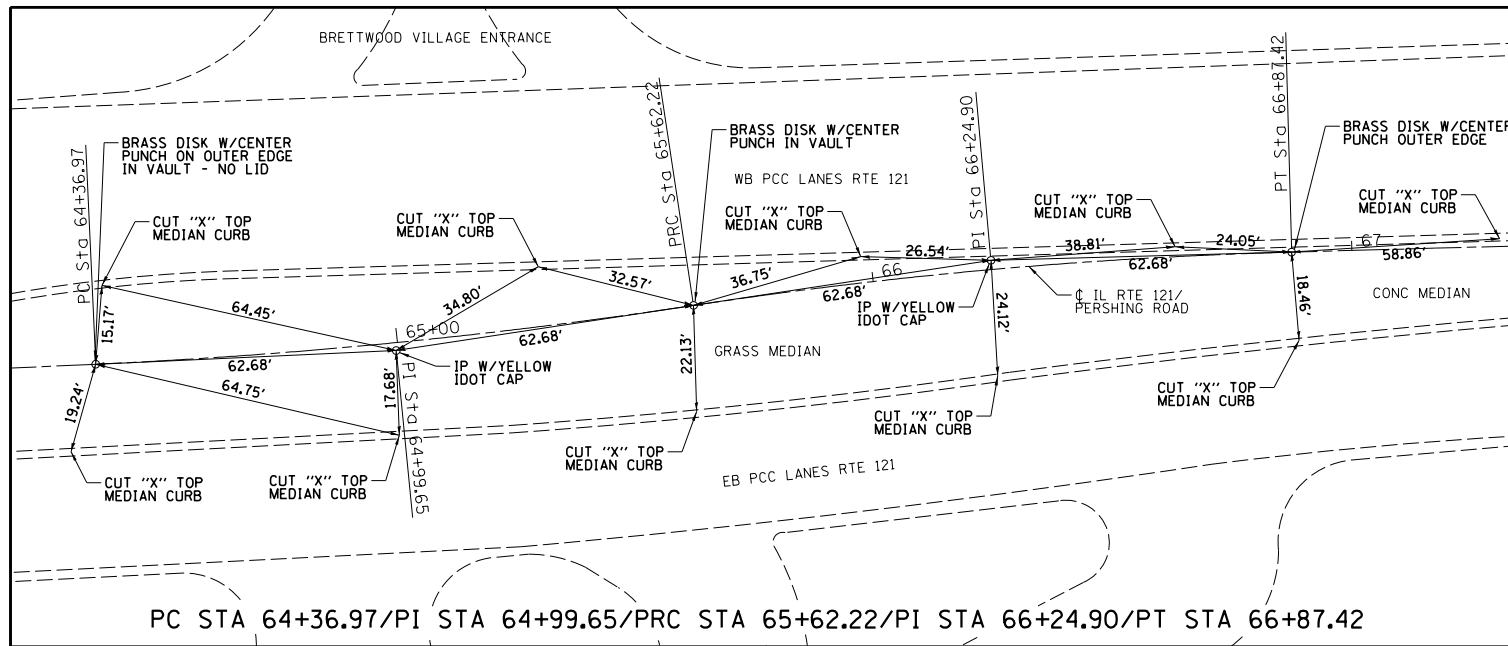 BRETTWOOD VILLAGE ENTRANCE
PC Sta 64+36.97
BRASS DISK W/CENTER
PUNCH ON OUTER EDGE
IN VAULT - NO LID
CUT "X" TOP
MEDIAN CURB
CUT "X" TOP
MEDIAN CURB
PRC Sta 65+62.22
BRASS DISK W/CENTER
PUNCH IN VAULT
WB PCC LANES RTE 121
CUT "X" TOP
MEDIAN CURB
PI Sta 66+24.90
CUT "X" TOP
MEDIAN CURB
PT Sta 66+87.42
BRASS DISK W/CENTER
PUNCH OUTER EDGE
CUT "X" TOP
MEDIAN CURB
15.17'
64.45'
34.80'
32.57'
36.75'
26.54'
38.81'
24.05'
67
58.86'
62.68'
65+00
62.68'
62.68'
66
62.68'
64.75'
19.24'
17.68'
IP W/YELLOW
IDOT CAP
PI Sta 64+99.65
22.13'
GRASS MEDIAN
IP W/YELLOW
IDOT CAP
24.12'
℄ IL RTE 121/
PERSHING ROAD
18.46'
CONC MEDIAN
CUT "X" TOP
MEDIAN CURB
CUT "X" TOP
MEDIAN CURB
CUT "X" TOP
MEDIAN CURB
CUT "X" TOP
MEDIAN CURB
CUT "X" TOP
MEDIAN CURB
EB PCC LANES RTE 121
PC STA 64+36.97/PI STA 64+99.65/PRC STA 65+62.22/PI STA 66+24.90/PT STA 66+87.42